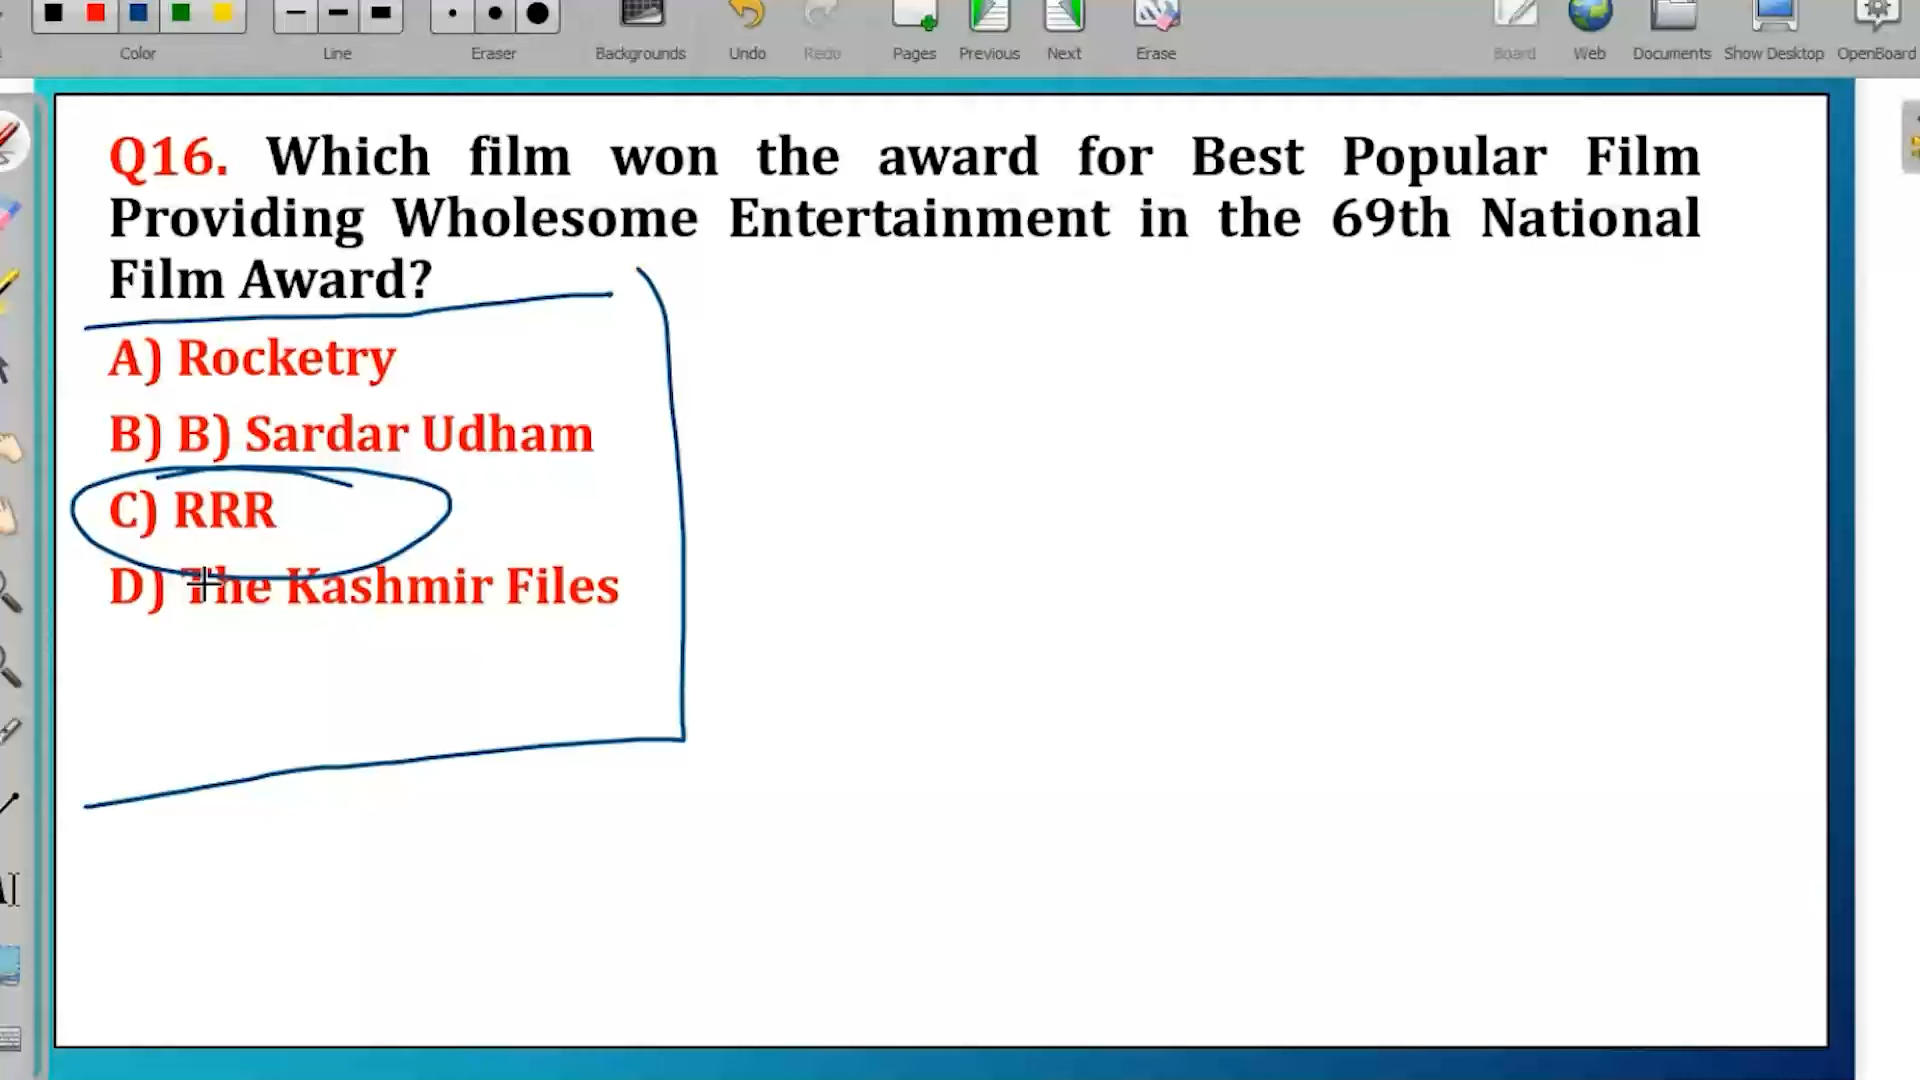 Color Line Eraser Backgrounds Undo Redo Pages Previous Next Erase Board Web Documents Show Desktop OpenBoard
Q16. Which film won the award for Best Popular Film
Providing Wholesome Entertainment in the 69th National
Film Award?
A) Rocketry
B) B) Sardar Udham
C) RRR
D) The Kashmir Files